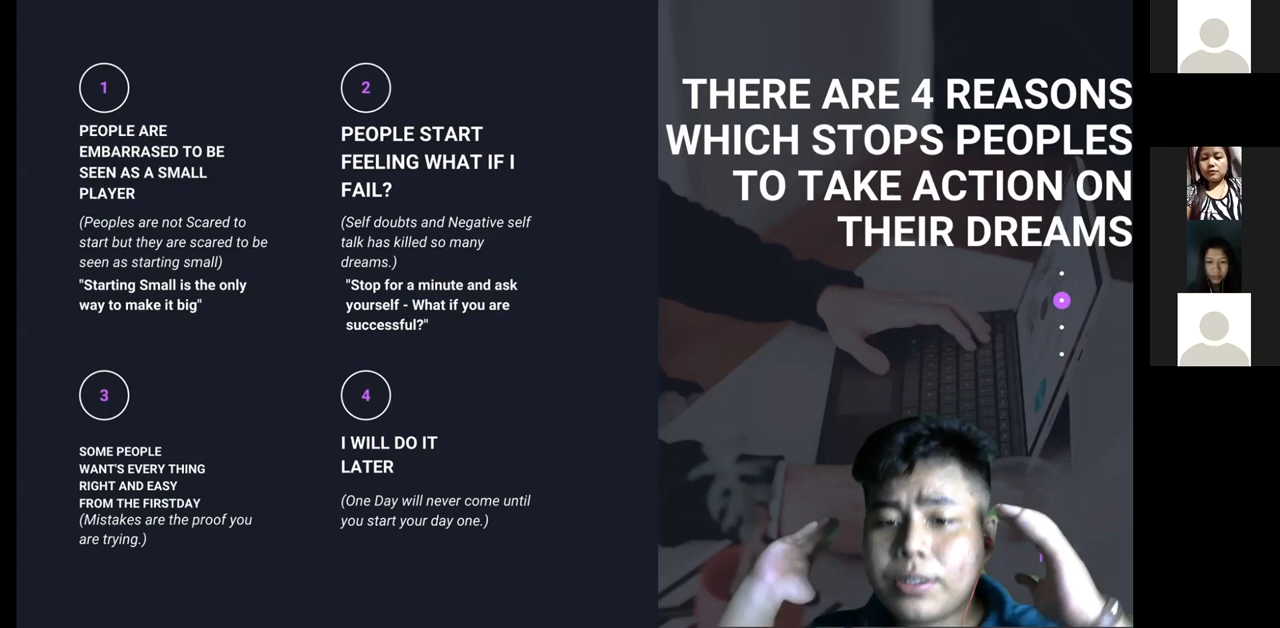 1
PEOPLE ARE
EMBARRASED TO BE
SEEN AS A SMALL
PLAYER
(Peoples are not Scared to
start but they are scared to be
seen as starting small)
"Starting Small is the only
way to make it big"
2
PEOPLE START
FEELING WHAT IF I
FAIL?
(Self doubts and Negative self
talk has killed so many
dreams.)
"Stop for a minute and ask
yourself - What if you are
successful?"
3
SOME PEOPLE
WANT'S EVERY THING
RIGHT AND EASY
FROM THE FIRSTDAY
(Mistakes are the proof you
are trying.)
4
I WILL DO IT
LATER
(One Day will never come until
you start your day one.)
THERE ARE 4 REASONS
WHICH STOPS PEOPLES
TO TAKE ACTION ON
THEIR DREAMS